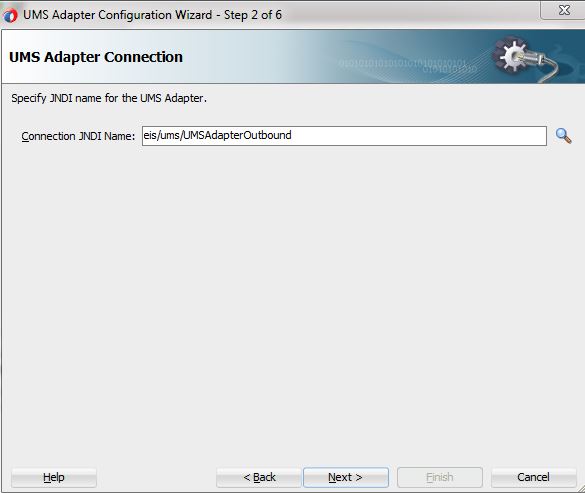 UMS Adapter Configuration Wizard - Step 2 of 6
UMS Adapter Connection
Specify JNDI name for the UMS Adapter.
Connection JNDI Name: eis/ums/UMSAdapterOutbound
Help < Back Next > Finish Cancel